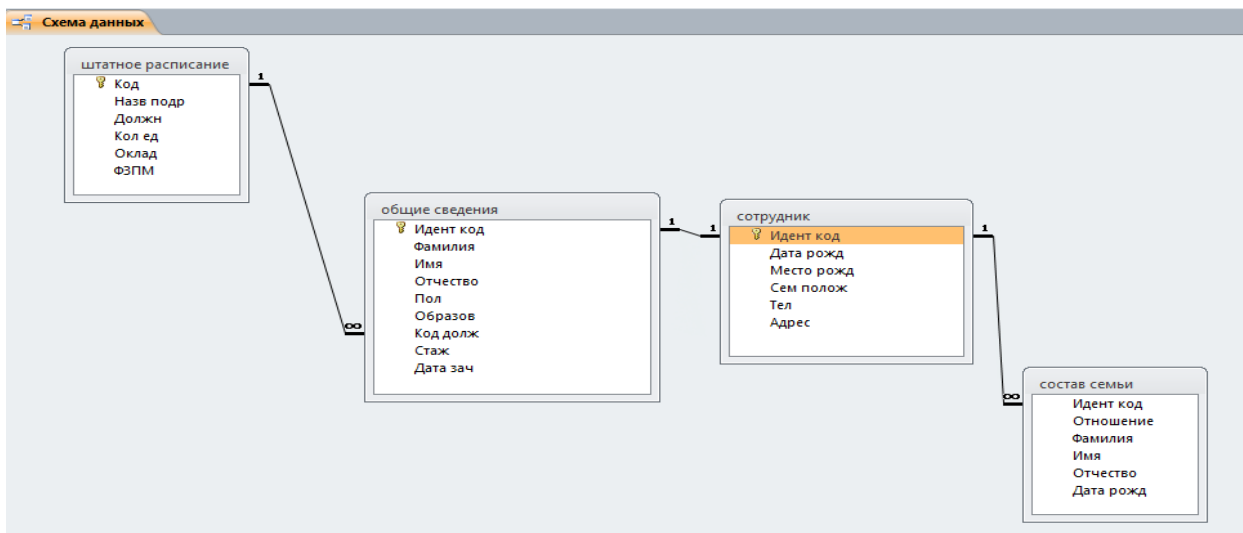 Схема данных
штатное расписание
Код
Назв подр
Должн
Кол ед
Оклад
ФЗПМ
1
∞
общие сведения
Идент код
Фамилия
Имя
Отчество
Пол
Образов
Код долж
Стаж
Дата зач
1
1
сотрудник
Идент код
Дата рожд
Место рожд
Сем полож
Тел
Адрес
1
∞
состав семьи
Идент код
Отношение
Фамилия
Имя
Отчество
Дата рожд